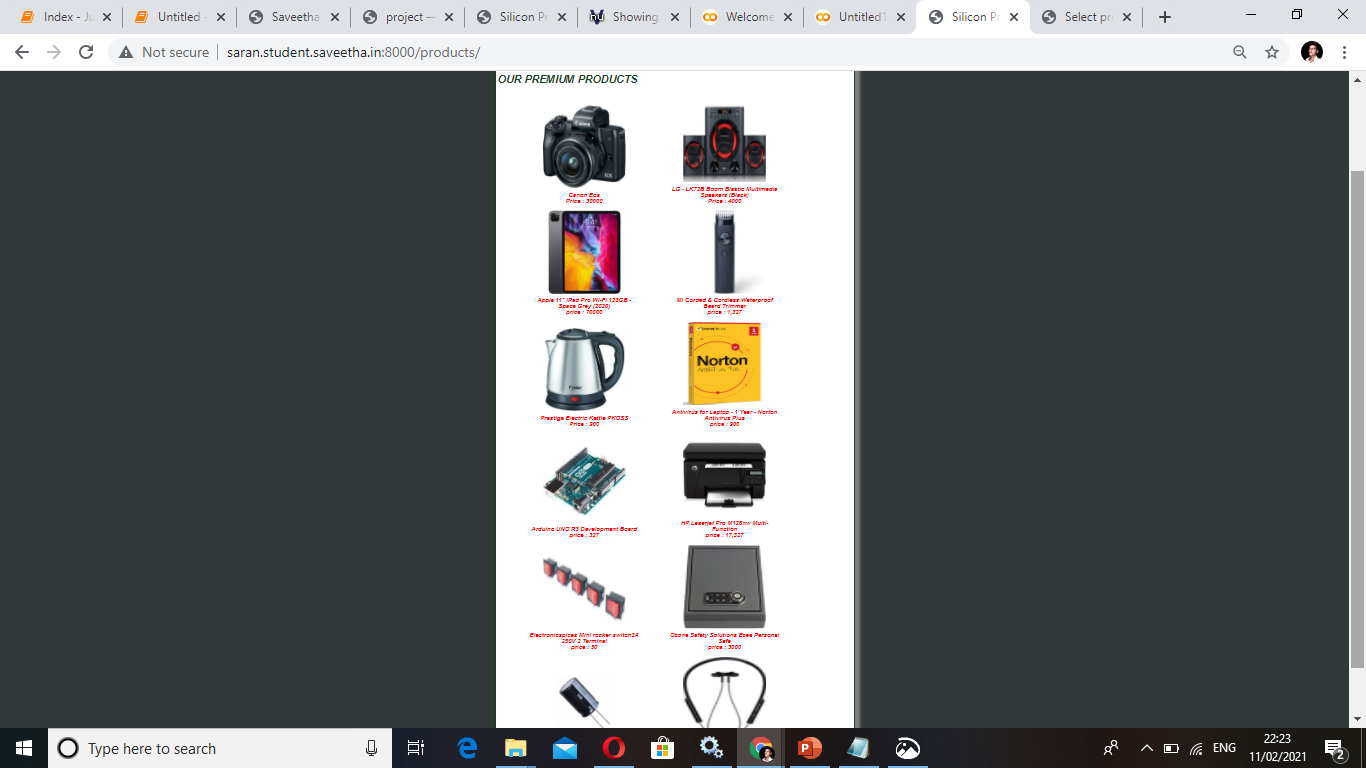 Index - Ju
Untitled -
Saveetha
project —
Silicon Pr
Showing
Welcome
Untitled1
Silicon Pr
Select pro
Not secure
saran.student.saveetha.in:8000/products/
OUR PREMIUM PRODUCTS
Canon Eos
Price : 30000
LG - LK72B Boom Blastic Multimedia
Speakers (Black)
Price : 4000
Apple 11" iPad Pro Wi-Fi 128GB -
Space Grey (2020)
price : 70000
Mi Corded & Cordless Waterproof
Beard Trimmer
price : 1,327
Prestige Electric Kettle PKOSS
Price : 900
Norton
Antivirus for Laptop - 1 Year - Norton
Antivirus Plus
price : 900
Arduino UNO R3 Development Board
price : 327
HP Laserjet Pro M126nw Multi-
Function
price : 17,327
Electronicspices Mini rocker switch2A
250V 2 Terminal
price : 50
Ozone Safety Solutions Ezee Personal
Safe
price : 3000
Type here to search
ENG
22:23
11/02/2021
2